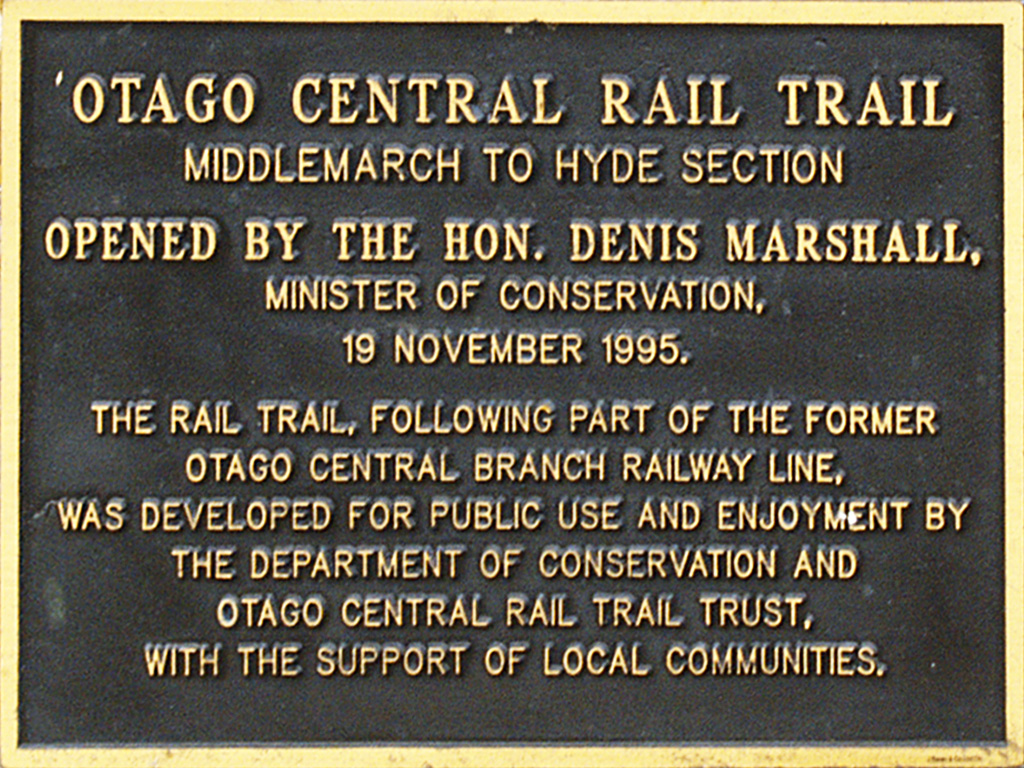 OTAGO CENTRAL RAIL TRAIL
MIDDLEMARCH TO HYDE SECTION
OPENED BY THE HON. DENIS MARSHALL,
MINISTER OF CONSERVATION,
19 NOVEMBER 1995.
THE RAIL TRAIL, FOLLOWING PART OF THE FORMER
OTAGO CENTRAL BRANCH RAILWAY LINE,
WAS DEVELOPED FOR PUBLIC USE AND ENJOYMENT BY
THE DEPARTMENT OF CONSERVATION AND
OTAGO CENTRAL RAIL TRAIL TRUST,
WITH THE SUPPORT OF LOCAL COMMUNITIES.